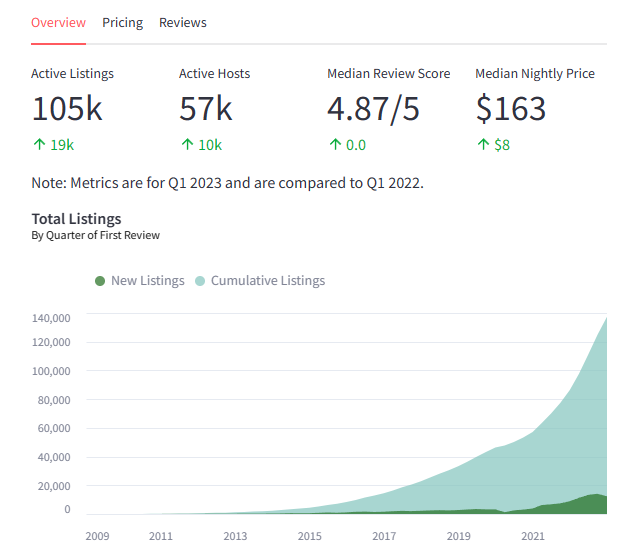 Overview Pricing Reviews
Active Listings Active Hosts Median Review Score Median Nightly Price
105k 57k 4.87/5 $163
↑ 19k ↑ 10k ↑ 0.0 ↑ $8
Note: Metrics are for Q1 2023 and are compared to Q1 2022.
Total Listings
By Quarter of First Review
New Listings Cumulative Listings
140,000
120,000
100,000
80,000
60,000
40,000
20,000
0
2009 2011 2013 2015 2017 2019 2021